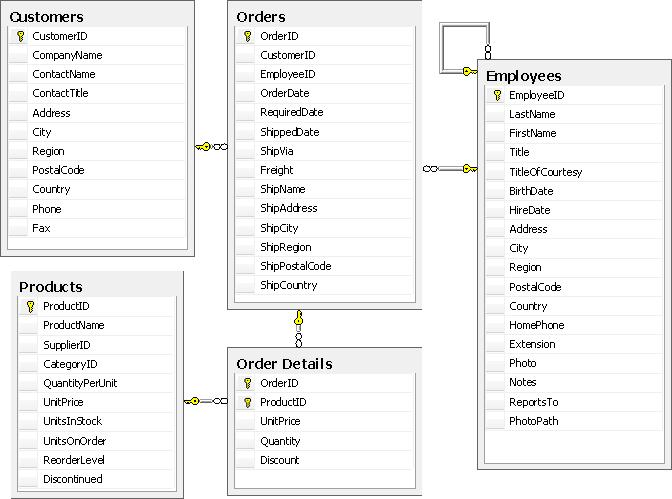 Customers
CustomerID
CompanyName
ContactName
ContactTitle
Address
City
Region
PostalCode
Country
Phone
Fax
Orders
OrderID
CustomerID
EmployeeID
OrderDate
RequiredDate
ShippedDate
ShipVia
Freight
ShipName
ShipAddress
ShipCity
ShipRegion
ShipPostalCode
ShipCountry
Employees
EmployeeID
LastName
FirstName
Title
TitleOfCourtesy
BirthDate
HireDate
Address
City
Region
PostalCode
Country
HomePhone
Extension
Photo
Notes
ReportsTo
PhotoPath
Products
ProductID
ProductName
SupplierID
CategoryID
QuantityPerUnit
UnitPrice
UnitsInStock
UnitsOnOrder
ReorderLevel
Discontinued
Order Details
OrderID
ProductID
UnitPrice
Quantity
Discount